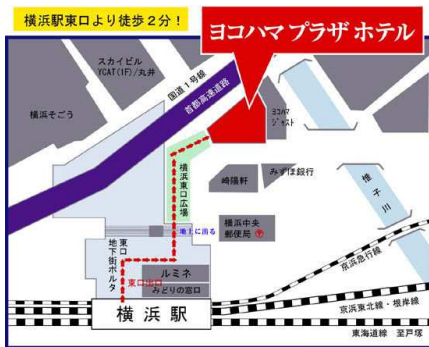 横浜駅東口より徒歩２分！
ヨコハマ プラザ ホテル
スカイビル
YCAT(1F)/丸井
国道1号線
首都高速道路
横浜そごう
ヨコハマ
ジャスト
横浜東口広場
崎陽軒
みずほ銀行
帷子川
地上に出る
横浜中央
郵便局
東口
地下街ポルタ
東口出口
ルミネ
みどりの窓口
横浜駅
京浜急行線
京浜東北線・根岸線
東海道線 至戸塚